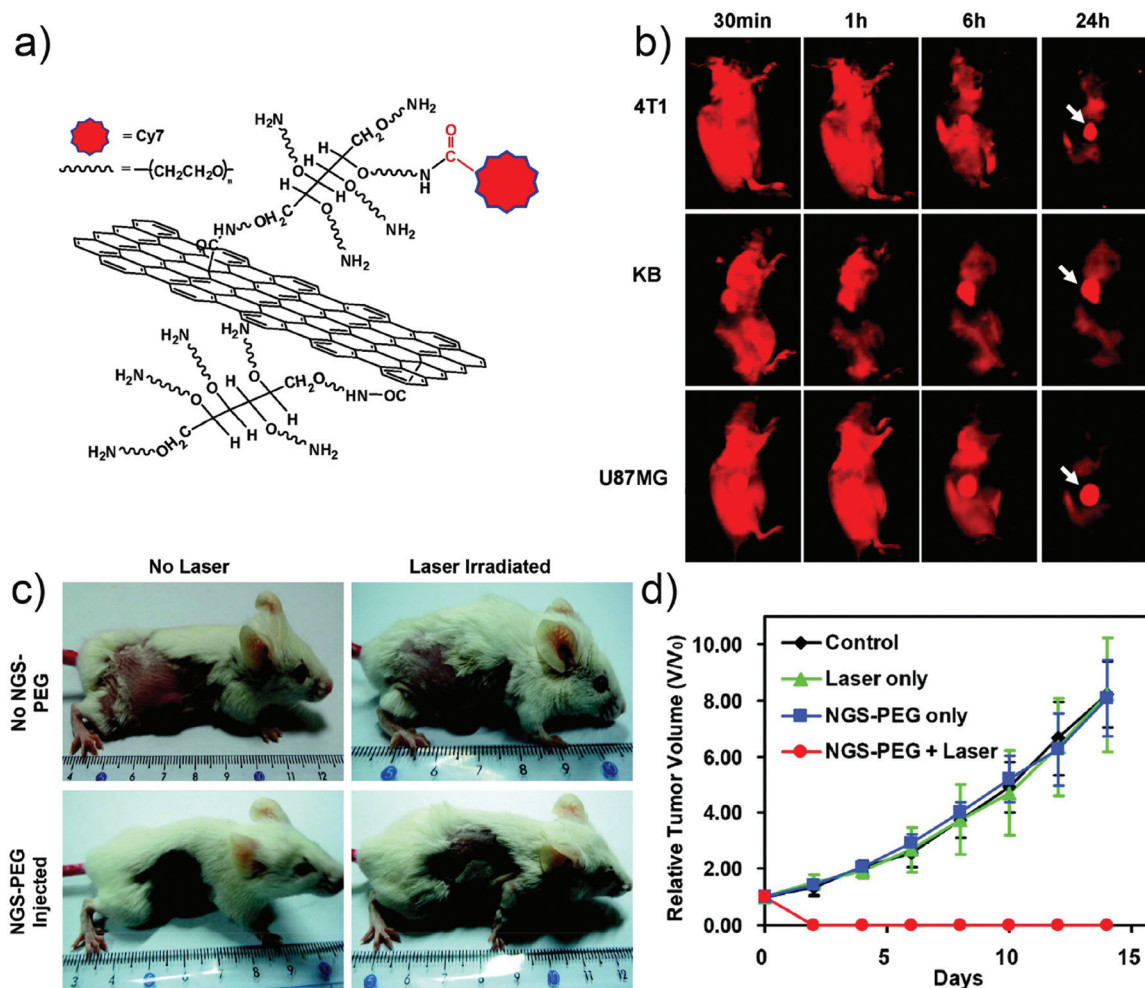 a)
= Cy7
= —(CH₂CH₂O)ₙ—
H₂N
CH₂O
NH₂
O
C
N
H
H
O
H
O
H
O
H
O
NH₂
NH₂
OC
HN
OH₂C
H₂N
H₂N
H₂N
O
O
H
H
CH₂O
HN—OC
H₂N
OH₂C
H
H
O
NH₂
b)
30min 1h 6h 24h
4T1
KB
U87MG
c)
No Laser Laser Irradiated
No NGS-
PEG
NGS-PEG
Injected
d)
Relative Tumor Volume (V/V₀)
10.00
8.00
6.00
4.00
2.00
0.00
Control
Laser only
NGS-PEG only
NGS-PEG + Laser
0 5 10 15
Days